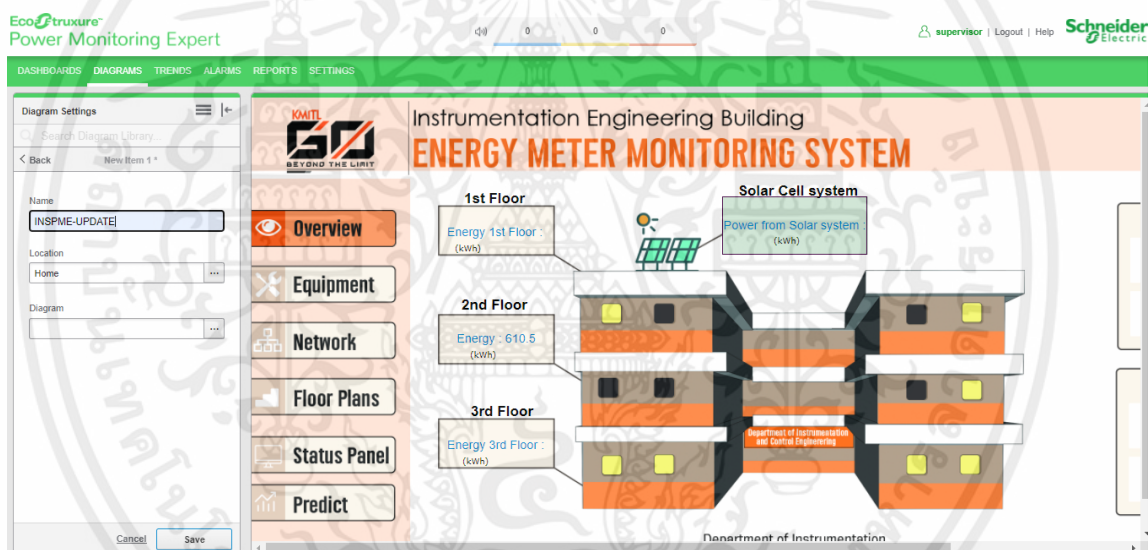 EcoStruxure™
Power Monitoring Expert
0 0 0
supervisor | Logout | Help
Schneider Electric
DASHBOARDS DIAGRAMS TRENDS ALARMS REPORTS SETTINGS
Diagram Settings
Search Diagram Library...
Back
New Item 1 *
Name
INSPME-UPDATE
Location
Home
...
Diagram
...
Cancel
Save
KMITL
GO
BEYOND THE LIMIT
Instrumentation Engineering Building
ENERGY METER MONITORING SYSTEM
Overview
Equipment
Network
Floor Plans
Status Panel
Predict
1st Floor
Energy 1st Floor :
(kWh)
2nd Floor
Energy : 610.5
(kWh)
3rd Floor
Energy 3rd Floor :
(kWh)
Solar Cell system
Power from Solar system :
(kWh)
Department of Instrumentation
and Control Enginerering
Department of Instrumentation